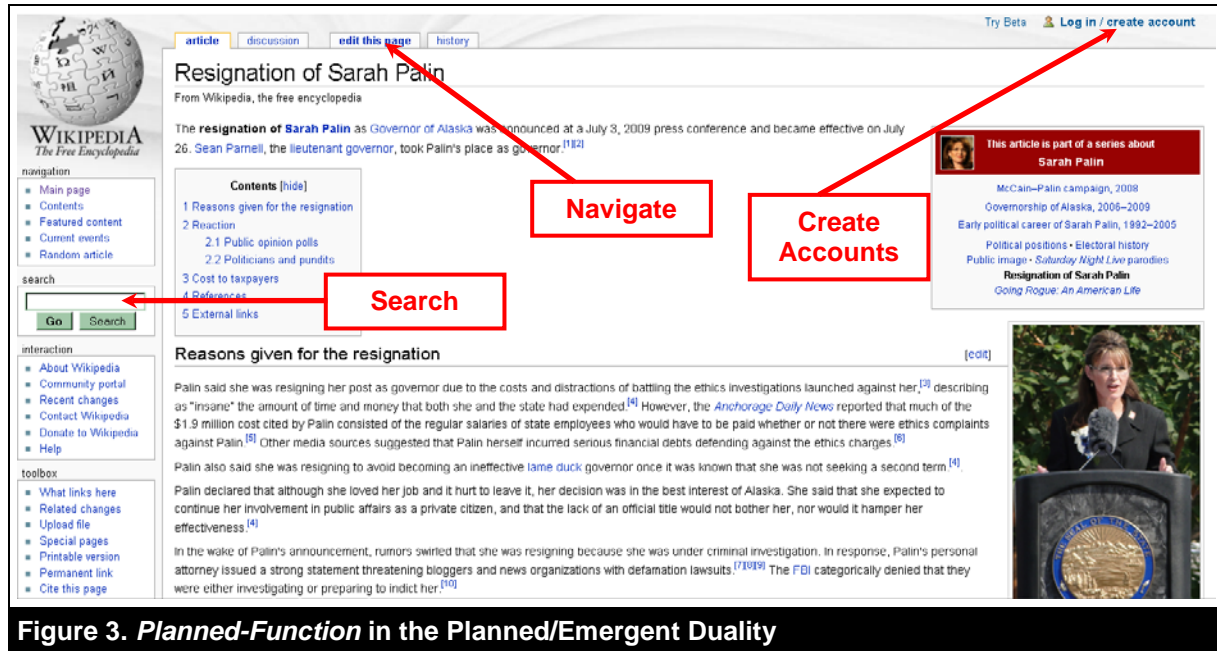 Try Beta Log in / create account
article discussion edit this page history
Resignation of Sarah Palin
From Wikipedia, the free encyclopedia
WIKIPEDIA
The Free Encyclopedia
navigation
Main page
Contents
Featured content
Current events
Random article
search
Go Search
interaction
About Wikipedia
Community portal
Recent changes
Contact Wikipedia
Donate to Wikipedia
Help
toolbox
What links here
Related changes
Upload file
Special pages
Printable version
Permanent link
Cite this page
The resignation of Sarah Palin as Governor of Alaska was announced at a July 3, 2009 press conference and became effective on July
26. Sean Parnell, the lieutenant governor, took Palin's place as governor.[1][2]
Contents [hide]
1 Reasons given for the resignation
2 Reaction
2.1 Public opinion polls
2.2 Politicians and pundits
3 Cost to taxpayers
4 References
5 External links
Navigate
Create
Accounts
Search
This article is part of a series about
Sarah Palin
McCain–Palin campaign, 2008
Governorship of Alaska, 2006–2009
Early political career of Sarah Palin, 1992–2005
Political positions • Electoral history
Public image • Saturday Night Live parodies
Resignation of Sarah Palin
Going Rogue: An American Life
Reasons given for the resignation [edit]
Palin said she was resigning her post as governor due to the costs and distractions of battling the ethics investigations launched against her,[3] describing
as "insane" the amount of time and money that both she and the state had expended.[4] However, the Anchorage Daily News reported that much of the
$1.9 million cost cited by Palin consisted of the regular salaries of state employees who would have to be paid whether or not there were ethics complaints
against Palin.[5] Other media sources suggested that Palin herself incurred serious financial debts defending against the ethics charges.[6]
Palin also said she was resigning to avoid becoming an ineffective lame duck governor once it was known that she was not seeking a second term.[4]
Palin declared that although she loved her job and it hurt to leave it, her decision was in the best interest of Alaska. She said that she expected to
continue her involvement in public affairs as a private citizen, and that the lack of an official title would not bother her, nor would it hamper her
effectiveness.[4]
In the wake of Palin's announcement, rumors swirled that she was resigning because she was under criminal investigation. In response, Palin's personal
attorney issued a strong statement threatening bloggers and news organizations with defamation lawsuits.[7][8][9] The FBI categorically denied that they
were either investigating or preparing to indict her.[10]
Figure 3. Planned-Function in the Planned/Emergent Duality